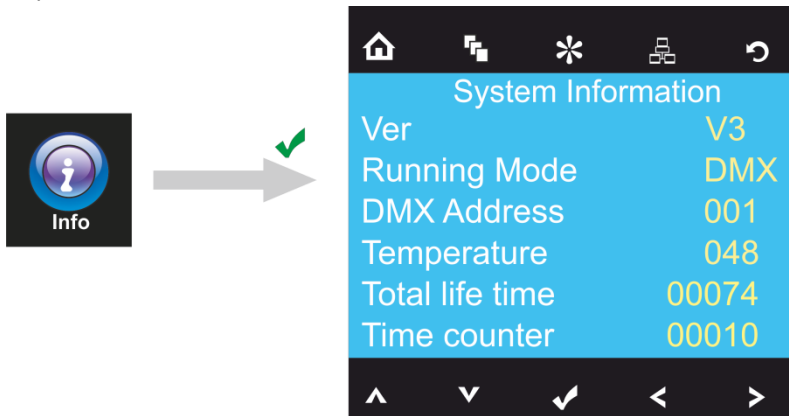 System Information
Ver V3
Running Mode DMX
DMX Address 001
Info
Temperature 048
Total life time 00074
Time counter 00010